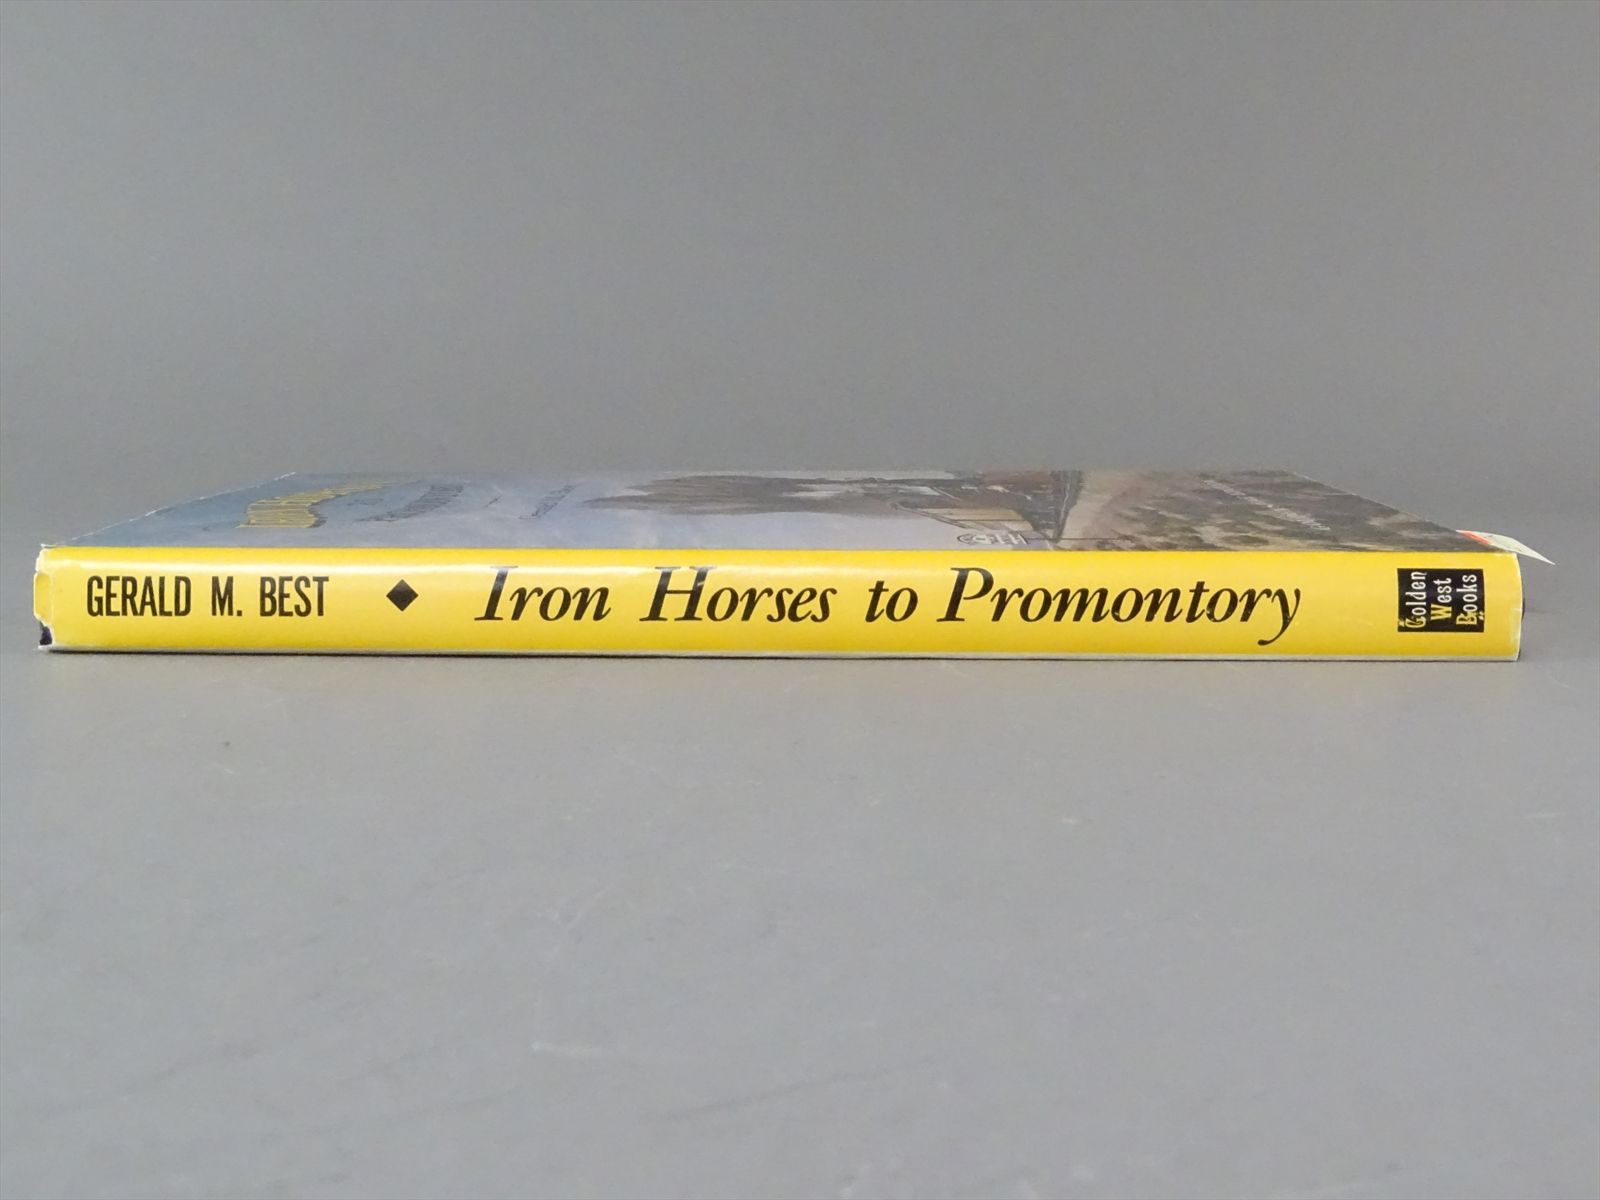 GERALD M. BEST ◆ Iron Horses to Promontory
Golden
West
Books